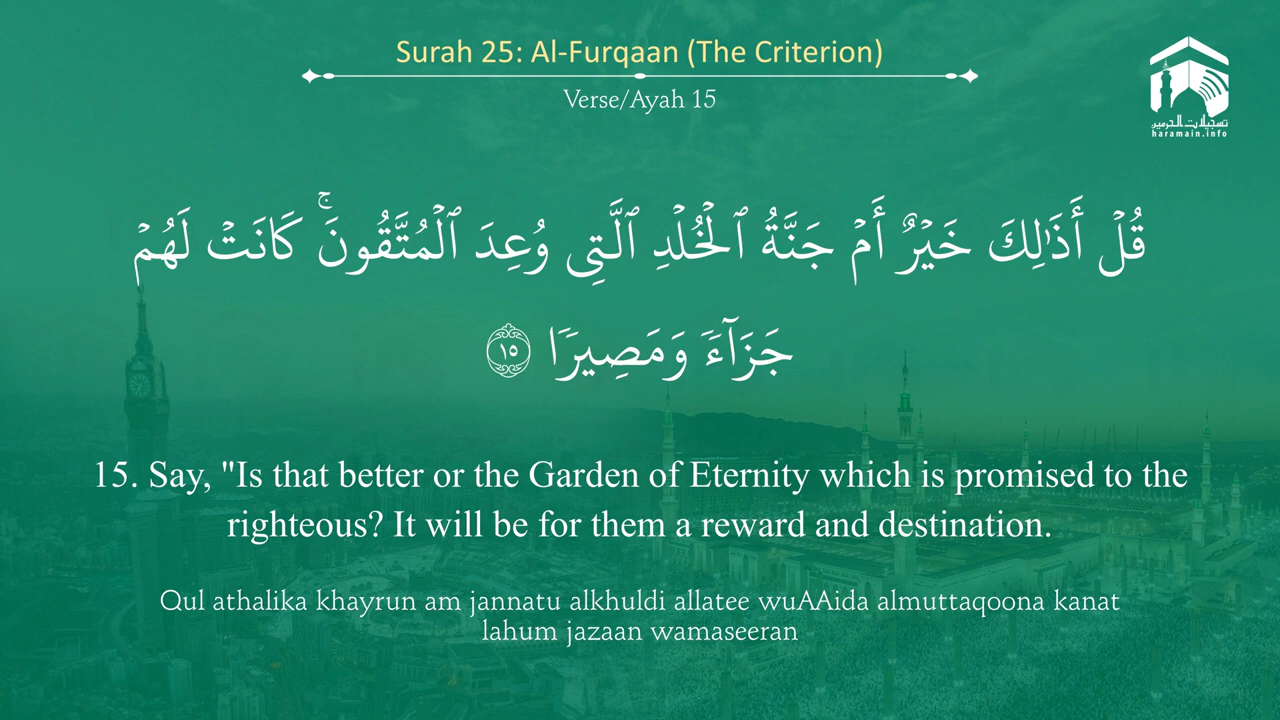 Surah 25: Al-Furqaan (The Criterion)
Verse/Ayah 15
تسجيلات الحرمين
haramain.info
قُلۡ أَذَٰلِكَ خَيۡرٌ أَمۡ جَنَّةُ ٱلۡخُلۡدِ ٱلَّتِي وُعِدَ ٱلۡمُتَّقُونَۚ كَانَتۡ لَهُمۡ
جَزَآءٗ وَمَصِيرٗا ١٥
15. Say, "Is that better or the Garden of Eternity which is promised to the
righteous? It will be for them a reward and destination.
Qul athalika khayrun am jannatu alkhuldi allatee wuAAida almuttaqoona kanat
lahum jazaan wamaseeran